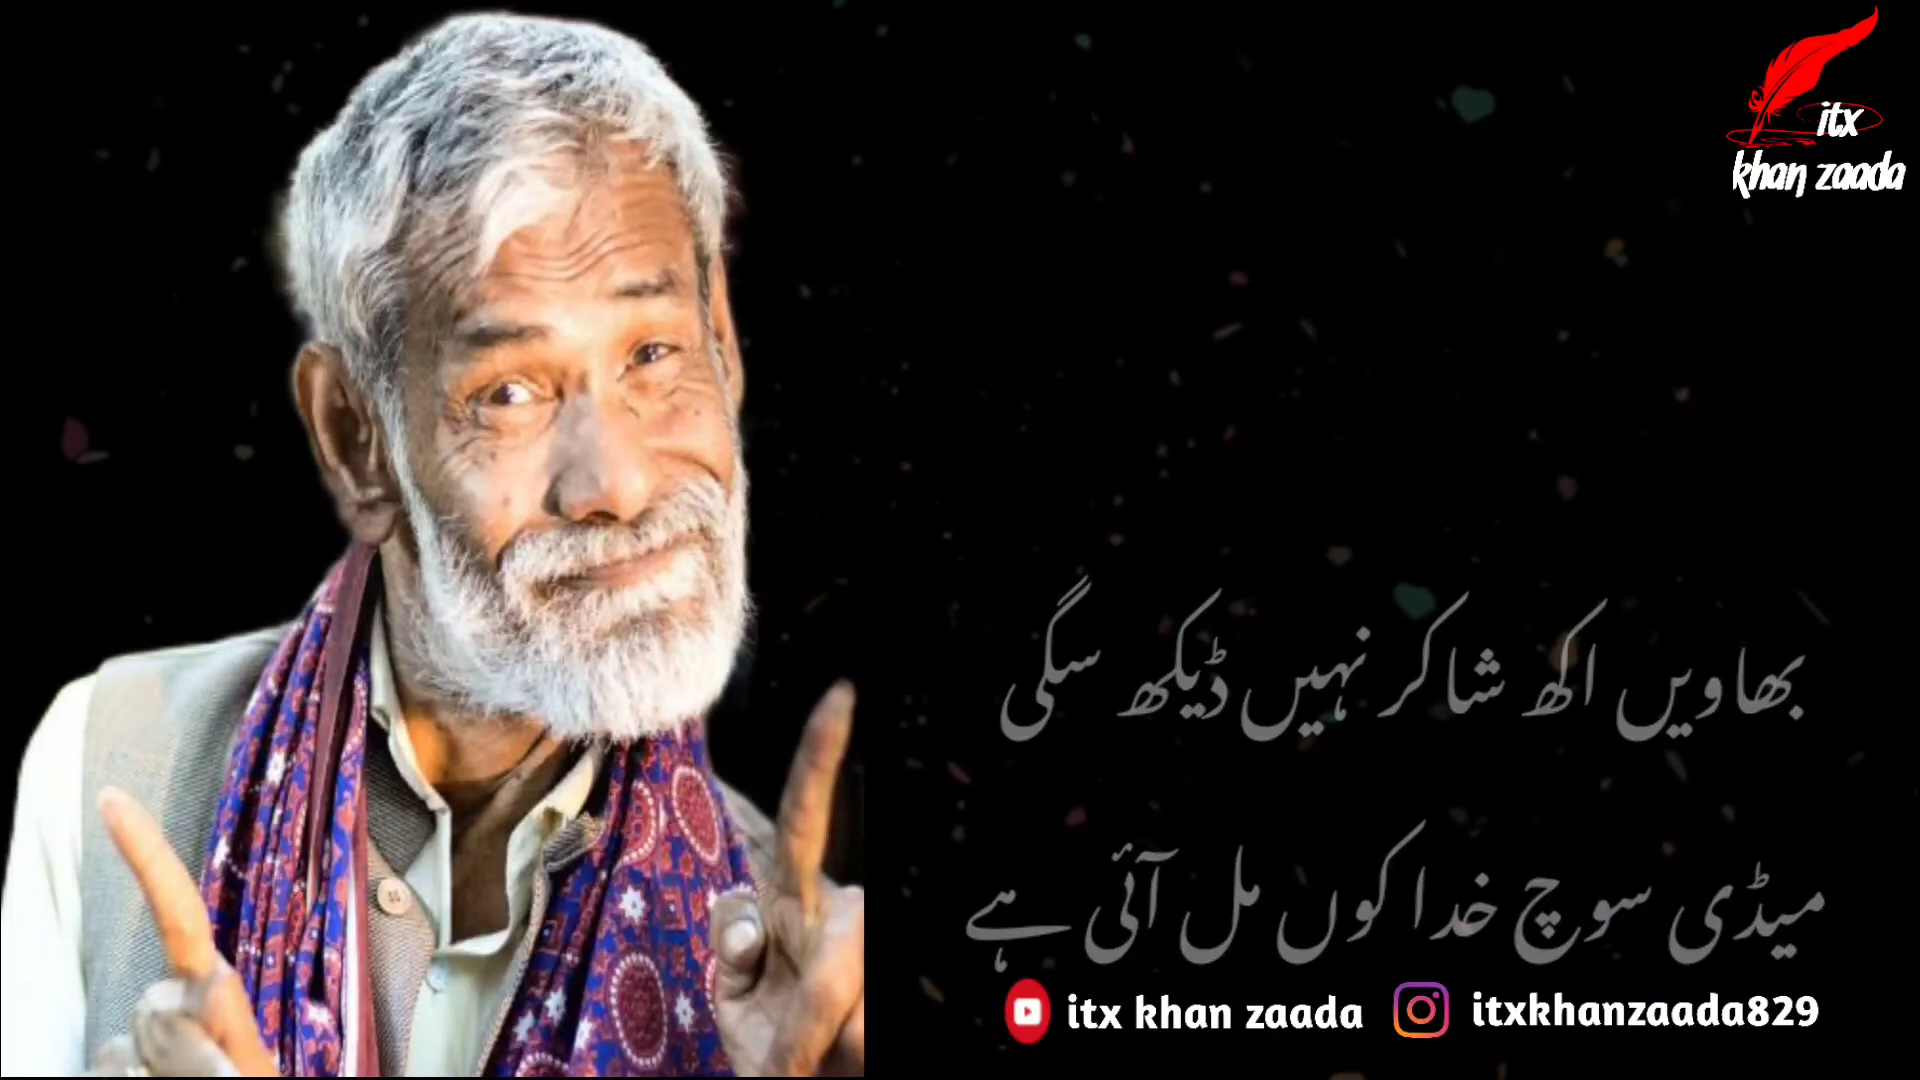 itx
khan zaada
بھاویں اکھ شاکر نہیں ڈیکھ سگی
میڈی سوچ خدا کوں مل آئی ہے
itx khan zaada
itxkhanzaada829